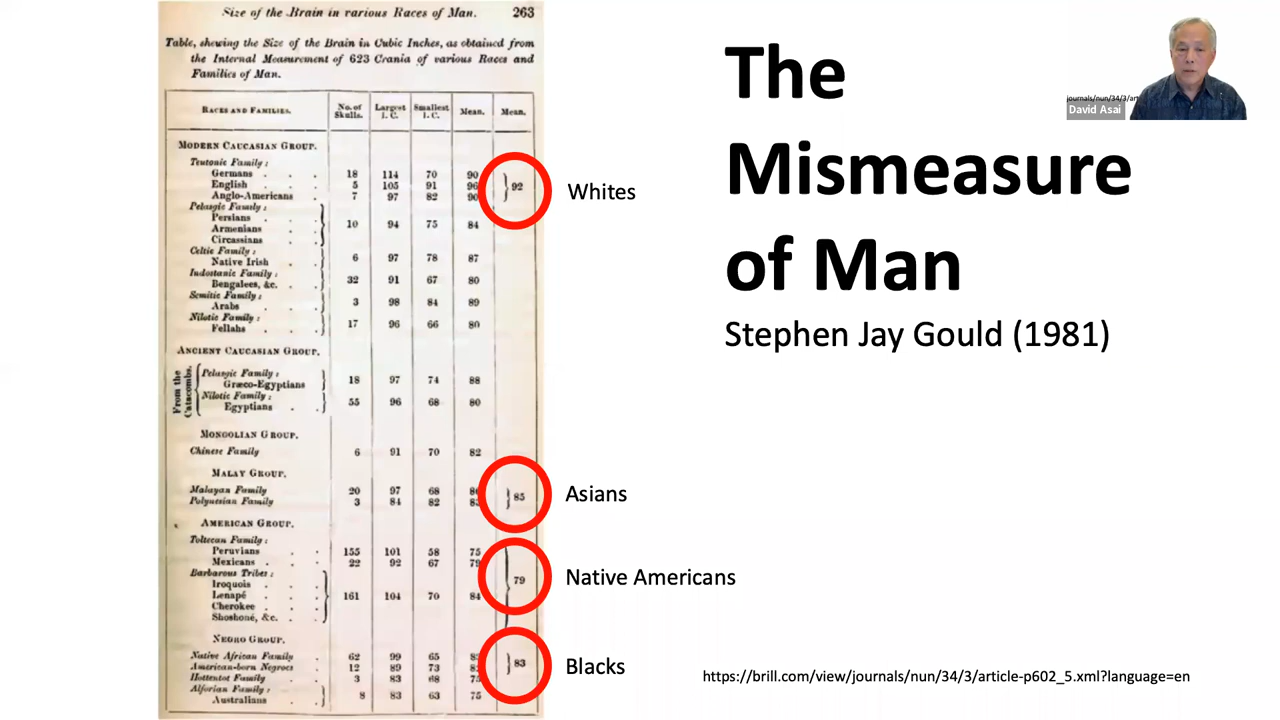 Size of the Brain in various Races of Man. 263
Table, shewing the Size of the Brain in Cubic Inches, as obtained from
the Internal Measurement of 623 Crania of various Races and
Families of Man.
RACES AND FAMILIES. No. of Skulls. Largest I. C. Smallest I. C. Mean. Mean.
MODERN CAUCASIAN GROUP.
Teutonic Family:
Germans 18 114 70 90
English 5 105 91 96
Anglo-Americans 7 97 82 90
92
Pelasgic Family:
Persians
Armenians
Circassians
10 94 75 84
Celtic Family:
Native Irish
6 97 78 87
Indostanic Family:
Bengalees, &c.
32 91 67 80
Semitic Family:
Arabs
3 98 84 89
Nilotic Family:
Fellahs
17 96 66 80
ANCIENT CAUCASIAN GROUP.
From the Catacombs.
Pelasgic Family:
Græco-Egyptians
18 97 74 88
Nilotic Family:
Egyptians
55 96 68 80
MONGOLIAN GROUP.
Chinese Family 6 91 70 82
MALAY GROUP.
Malayan Family 20 97 68
Polynesian Family 3 84 82
85
AMERICAN GROUP.
Toltecan Family:
Peruvians 155 101 58 75
Mexicans 22 92 67 79
Barbarous Tribes:
Iroquois
Lenapé
Cherokee
Shoshoné, &c.
161 104 70 84
79
NEGRO GROUP.
Native African Family 62 99 65
American-born Negroes 12 89 73
Hottentot Family 3 83 68 75
Alforian Family:
Australians
8 83 63 75
83
Whites
Asians
Native Americans
Blacks
The
Mismeasure
of Man
Stephen Jay Gould (1981)
journals/nun/34/3/art
David Asai
https://brill.com/view/journals/nun/34/3/article-p602_5.xml?language=en